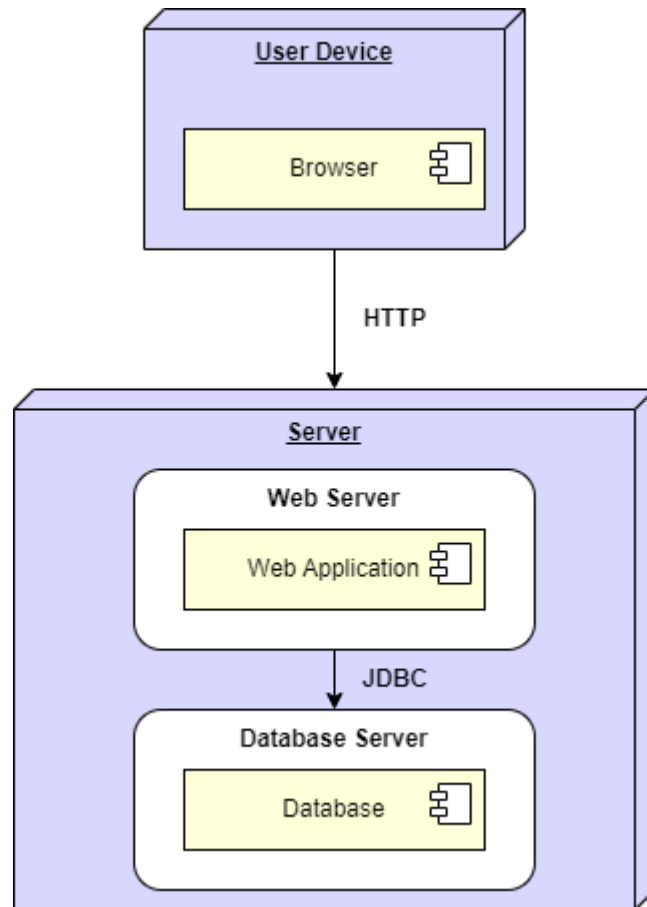 User Device
Browser
HTTP
Server
Web Server
Web Application
JDBC
Database Server
Database